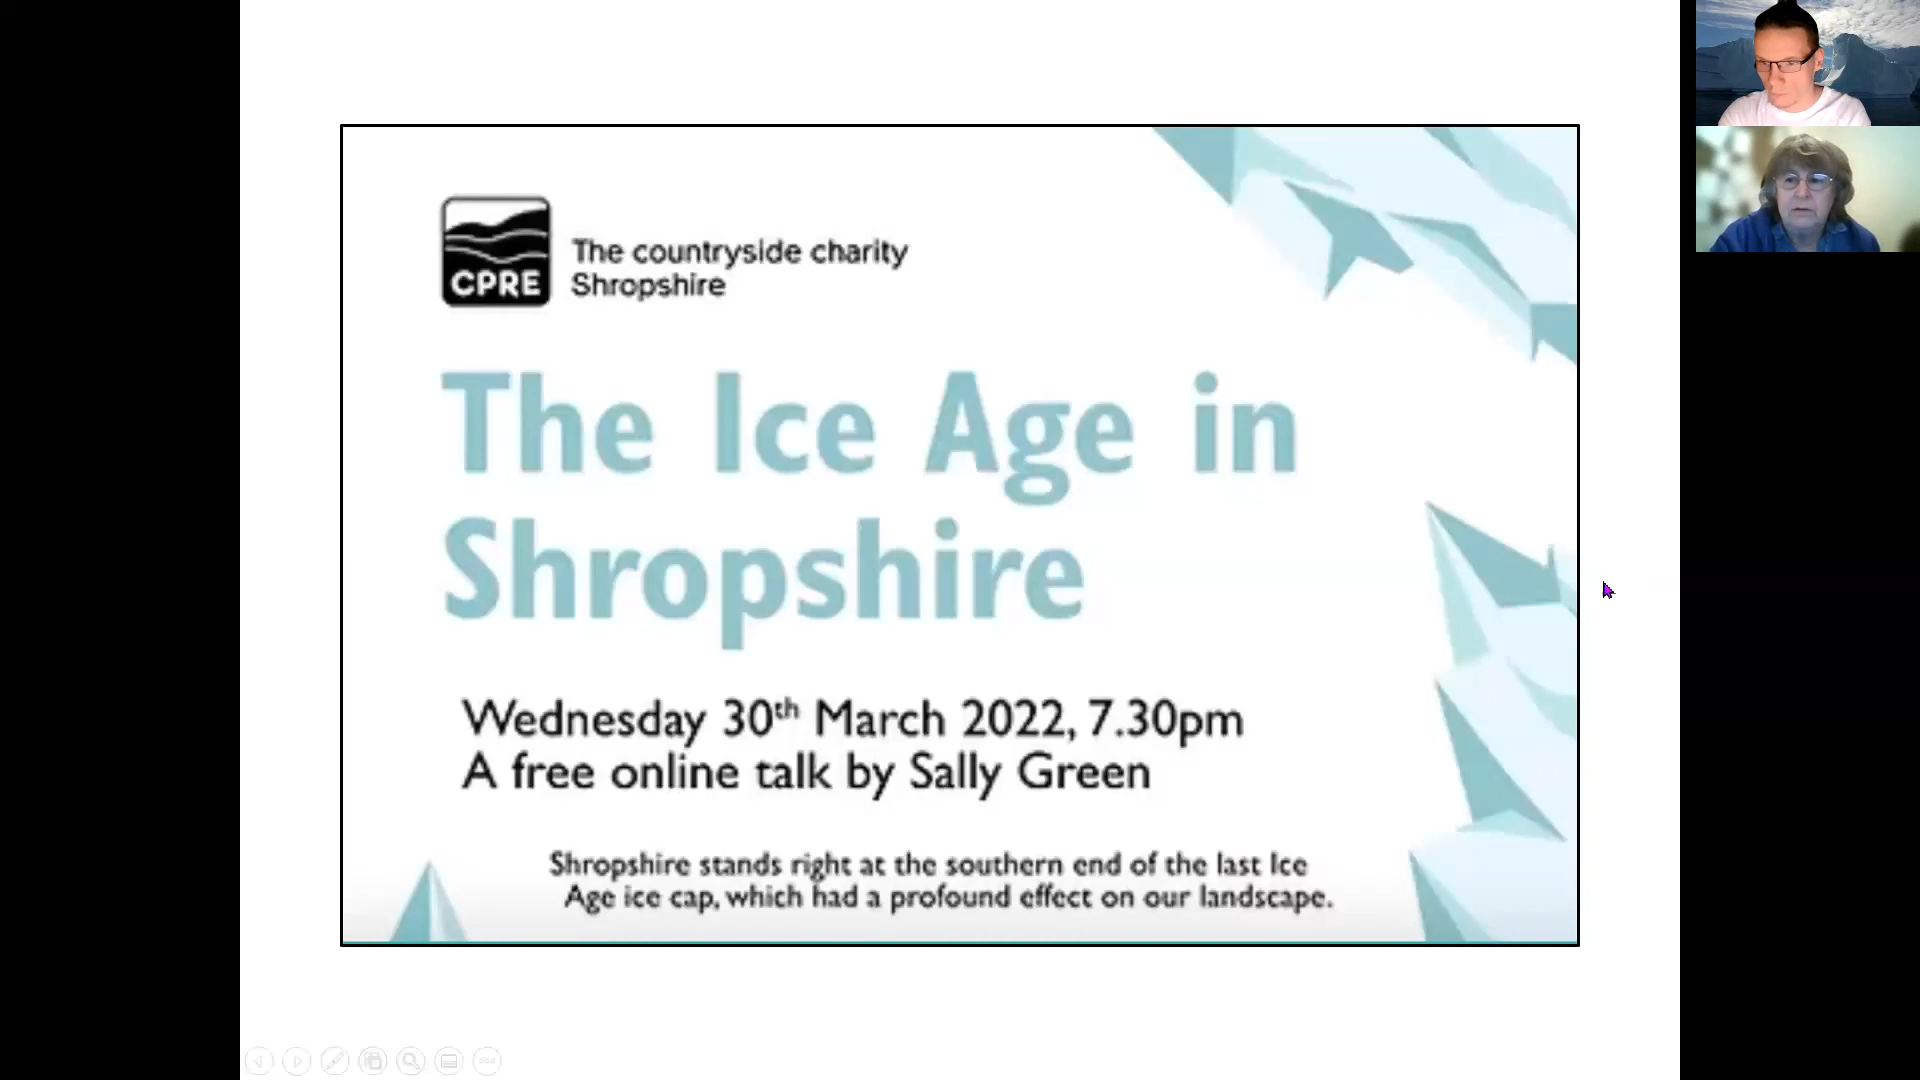 CPRE
The countryside charity
Shropshire
The Ice Age in
Shropshire
Wednesday 30th March 2022, 7.30pm
A free online talk by Sally Green
Shropshire stands right at the southern end of the last Ice
Age ice cap, which had a profound effect on our landscape.